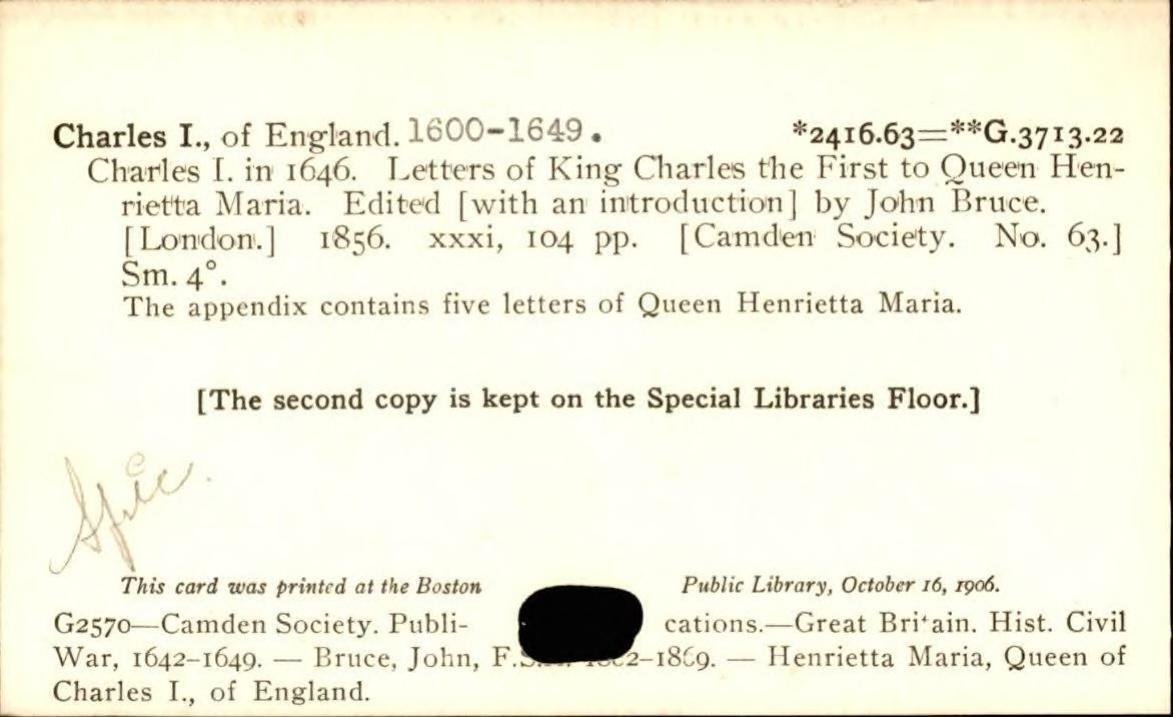 Charles I., of England. 1600-1649. *2416.63=**G.3713.22
Charles I. in 1646. Letters of King Charles the First to Queen Hen-
rietta Maria. Edited [with an introduction] by John Bruce.
[London.] 1856. xxxi, 104 pp. [Camden Society. No. 63.]
Sm. 4°.
The appendix contains five letters of Queen Henrietta Maria.
[The second copy is kept on the Special Libraries Floor.]
This card was printed at the Boston Public Library, October 16, 1906.
G2570—Camden Society. Publi- cations.—Great Britain. Hist. Civil
War, 1642-1649. — Bruce, John, 2-1869. — Henrietta Maria, Queen of
Charles I., of England.